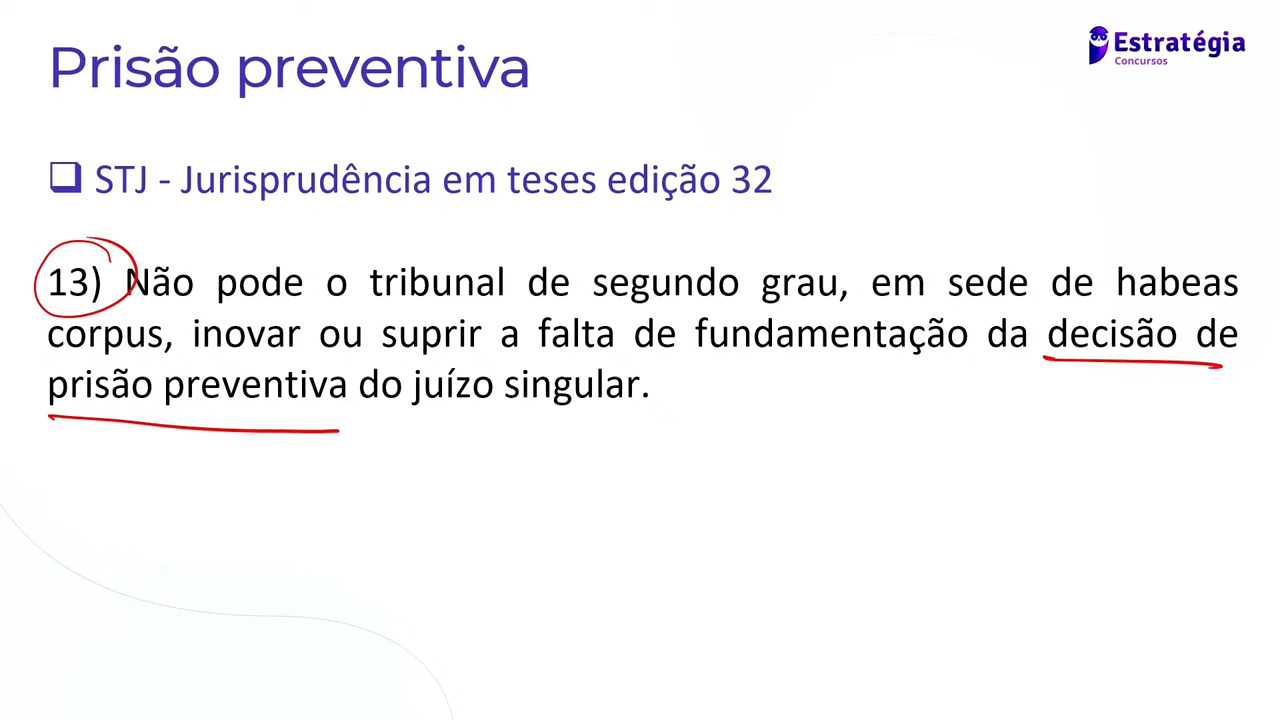 Prisão preventiva
Estratégia
Concursos
❑ STJ - Jurisprudência em teses edição 32
13) Não pode o tribunal de segundo grau, em sede de habeas
corpus, inovar ou suprir a falta de fundamentação da decisão de
prisão preventiva do juízo singular.